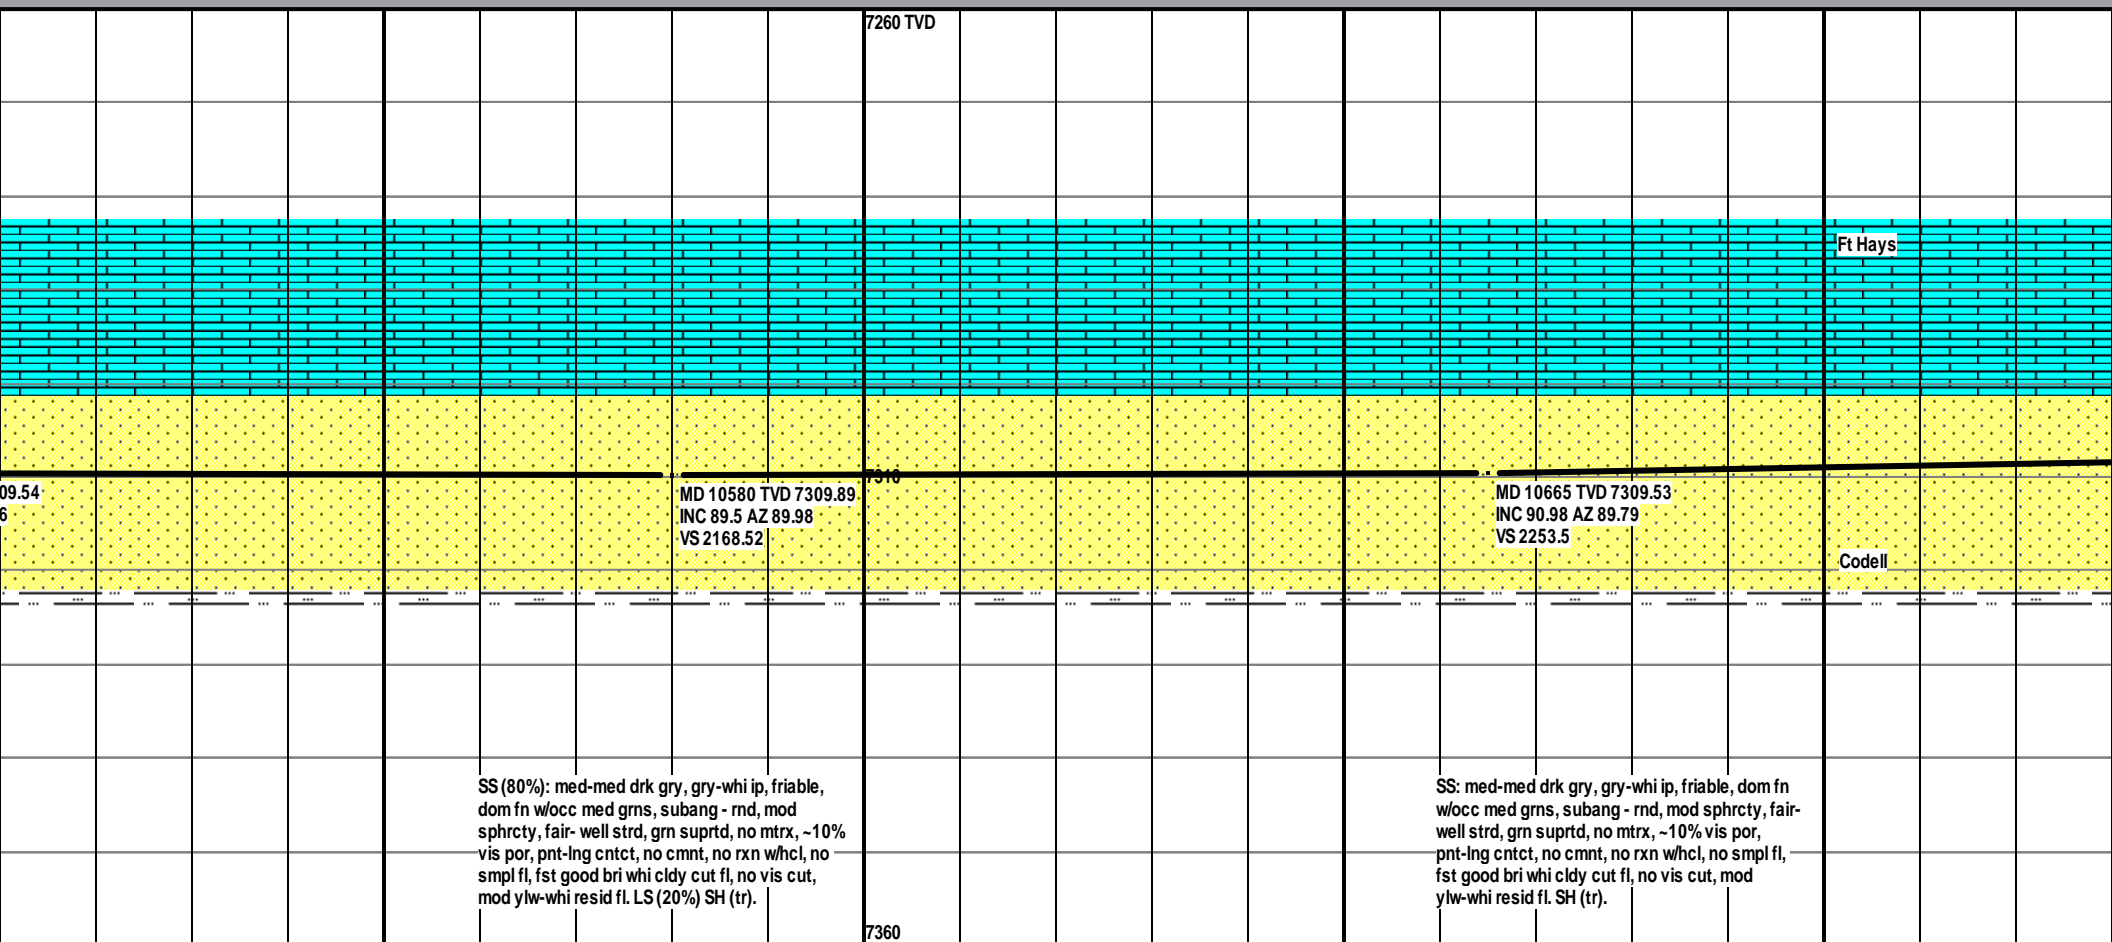 7260 TVD
Ft Hays
7310
09.54
6
MD 10580 TVD 7309.89
INC 89.5 AZ 89.98
VS 2168.52
MD 10665 TVD 7309.53
INC 90.98 AZ 89.79
VS 2253.5
Codell
SS (80%): med-med drk gry, gry-whi ip, friable,
dom fn w/occ med grns, subang - rnd, mod
sphrcty, fair- well strd, grn suprtd, no mtrx, ~10%
vis por, pnt-lng cntct, no cmnt, no rxn w/hcl, no
smpl fl, fst good bri whi cldy cut fl, no vis cut,
mod ylw-whi resid fl. LS (20%) SH (tr).
SS: med-med drk gry, gry-whi ip, friable, dom fn
w/occ med grns, subang - rnd, mod sphrcty, fair-
well strd, grn suprtd, no mtrx, ~10% vis por,
pnt-lng cntct, no cmnt, no rxn w/hcl, no smpl fl,
fst good bri whi cldy cut fl, no vis cut, mod
ylw-whi resid fl. SH (tr).
7360